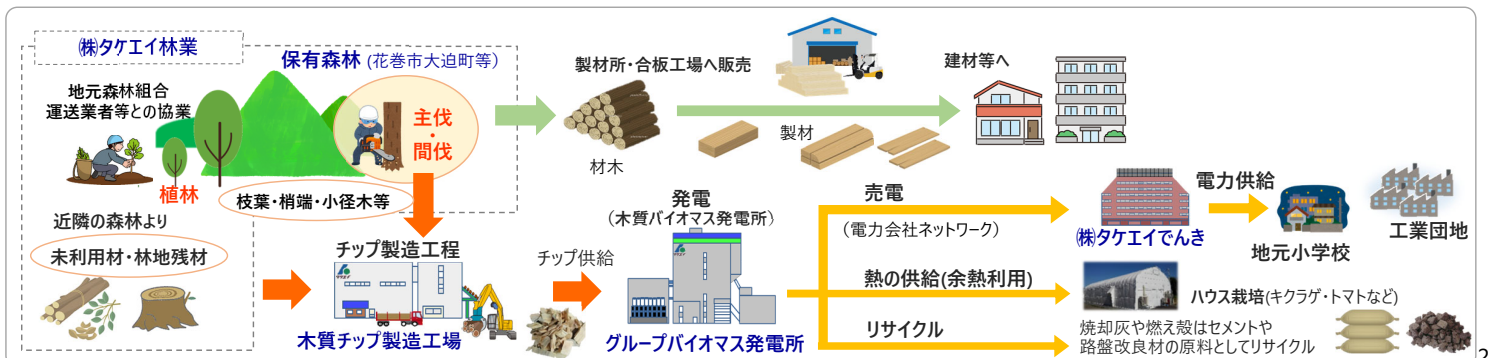 ㈱タケエイ林業
保有森林 (花巻市大迫町等)
地元森林組合
運送業者等との協業
主伐
・
間伐
植林
枝葉・梢端・小径木等
近隣の森林より
未利用材・林地残材
製材所・合板工場へ販売
材木
製材
建材等へ
チップ製造工程
タケエイ
木質チップ製造工場
チップ供給
発電
(木質バイオマス発電所)
グループバイオマス発電所
売電
(電力会社ネットワーク)
㈱タケエイでんき
電力供給
地元小学校
工業団地
熱の供給(余熱利用)
ハウス栽培(キクラゲ・トマトなど)
リサイクル
焼却灰や燃え殻はセメントや
路盤改良材の原料としてリサイクル
2